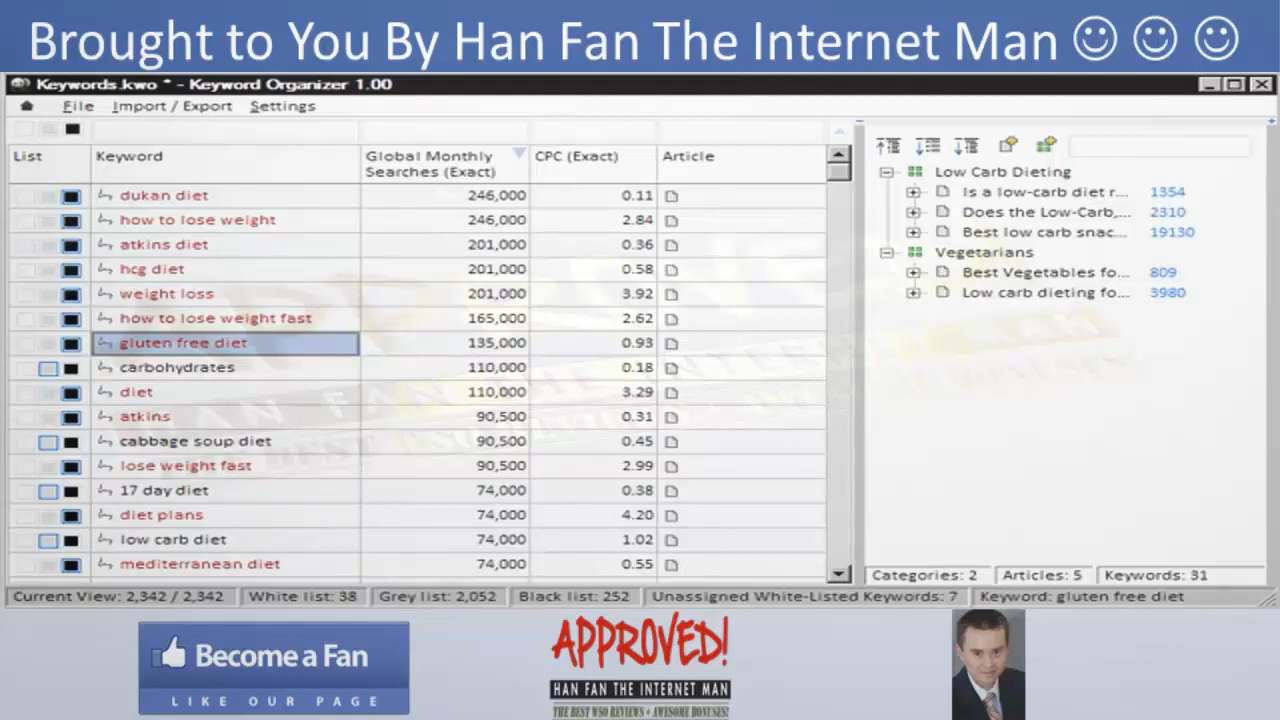 Brought to You By Han Fan The Internet Man
Keywords.kwo * - Keyword Organizer 1.00
File Import / Export Settings
List Keyword Global Monthly Searches (Exact) CPC (Exact) Article
dukan diet 246,000 0.11
how to lose weight 246,000 2.84
atkins diet 201,000 0.36
hcg diet 201,000 0.58
weight loss 201,000 3.92
how to lose weight fast 165,000 2.62
gluten free diet 135,000 0.93
carbohydrates 110,000 0.18
diet 110,000 3.29
atkins 90,500 0.31
cabbage soup diet 90,500 0.45
lose weight fast 90,500 2.99
17 day diet 74,000 0.38
diet plans 74,000 4.20
low carb diet 74,000 1.02
mediterranean diet 74,000 0.55
Low Carb Dieting
Is a low-carb diet r... 1354
Does the Low-Carb,... 2310
Best low carb snac... 19130
Vegetarians
Best Vegetables fo... 809
Low carb dieting fo... 3980
Categories: 2 Articles: 5 Keywords: 31
Current View: 2,342 / 2,342 White list: 38 Grey list: 2,052 Black list: 252 Unassigned White-Listed Keywords: 7 Keyword: gluten free diet
Become a Fan
LIKE OUR PAGE
APPROVED!
HAN FAN THE INTERNET MAN
THE BEST WSO REVIEWS + AWESOME BONUSES!